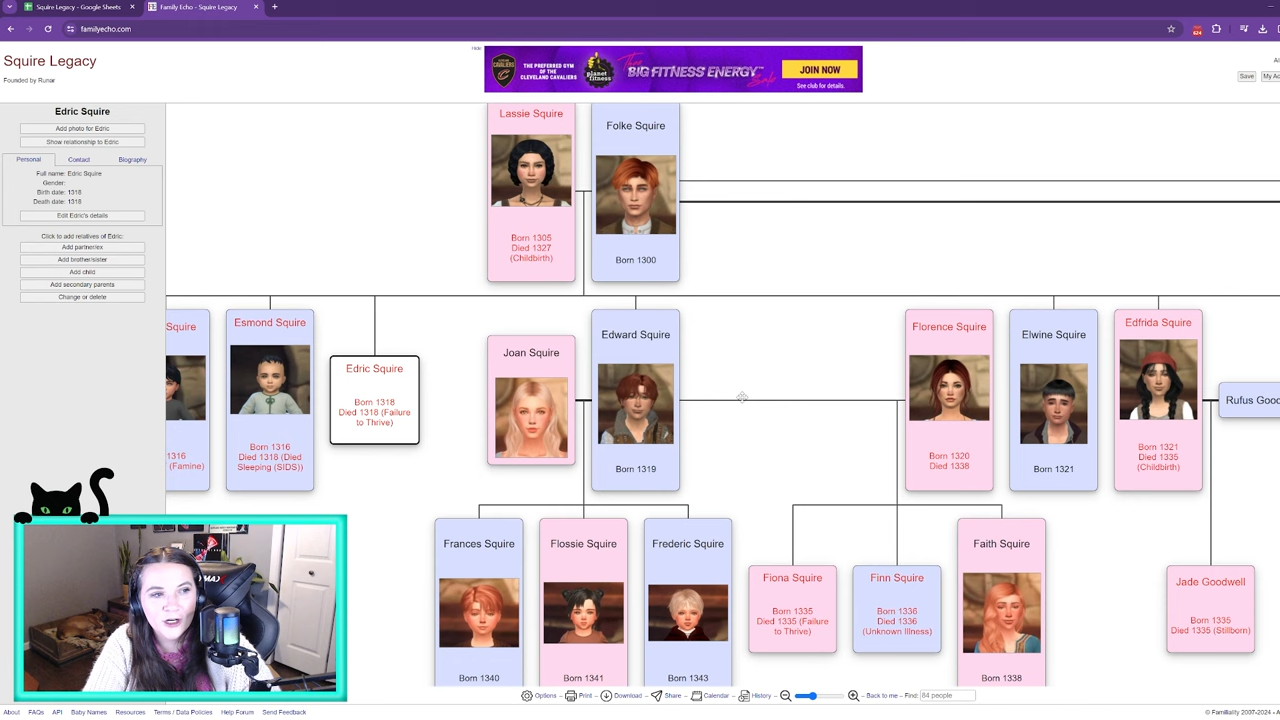 Squire Legacy - Google Sheets
Family Echo - Squire Legacy
familyecho.com
Squire Legacy
Founded by Runar
Hide
THE PREFERRED GYM OF THE CLEVELAND CAVALIERS
planet fitness
BIG FITNESS ENERGY
Sale
JOIN NOW
See club for details.
Save
My Ac
Edric Squire
Add photo for Edric
Show relationship to Edric
Personal
Contact
Biography
Full name: Edric Squire
Gender:
Birth date: 1318
Death date: 1318
Edit Edric's details
Click to add relatives of Edric:
Add partner/ex
Add brother/sister
Add child
Add secondary parents
Change or delete
Lassie Squire
Born 1305
Died 1327
(Childbirth)
Folke Squire
Born 1300
Squire
1316
(Famine)
Esmond Squire
Born 1316
Died 1318 (Died
Sleeping (SIDS))
Edric Squire
Born 1318
Died 1318 (Failure
to Thrive)
Joan Squire
Edward Squire
Born 1319
Florence Squire
Born 1320
Died 1338
Elwine Squire
Born 1321
Edfrida Squire
Born 1321
Died 1335
(Childbirth)
Rufus Good
Frances Squire
Born 1340
Flossie Squire
Born 1341
Frederic Squire
Born 1343
Fiona Squire
Born 1335
Died 1335 (Failure
to Thrive)
Finn Squire
Born 1336
Died 1336
(Unknown Illness)
Faith Squire
Born 1338
Jade Goodwell
Born 1335
Died 1335 (Stillborn)
Options – Print – Download – Share – Calendar – History – Back to me – Find: 84 people
About FAQs API Baby Names Resources Terms / Data Policies Help Forum Send Feedback
© Familiality 2007-2024 - A